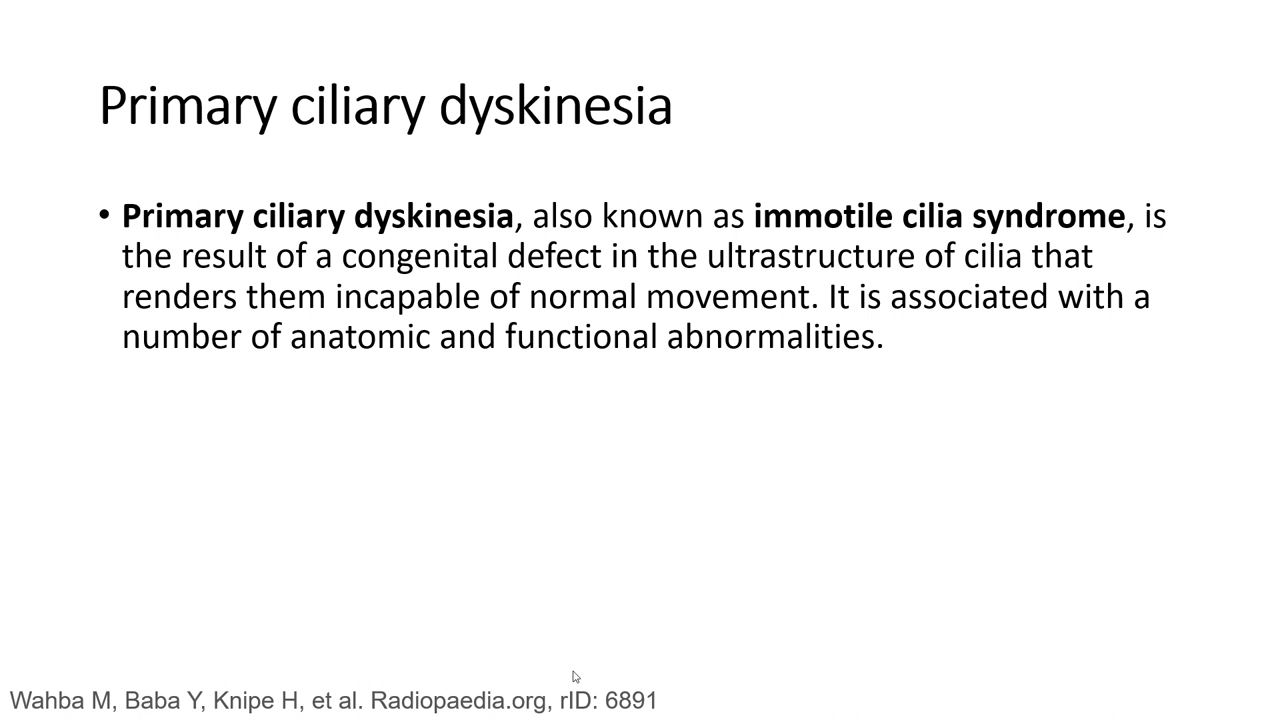 Primary ciliary dyskinesia
• Primary ciliary dyskinesia, also known as immotile cilia syndrome, is
the result of a congenital defect in the ultrastructure of cilia that
renders them incapable of normal movement. It is associated with a
number of anatomic and functional abnormalities.
Wahba M, Baba Y, Knipe H, et al. Radiopaedia.org, rID: 6891